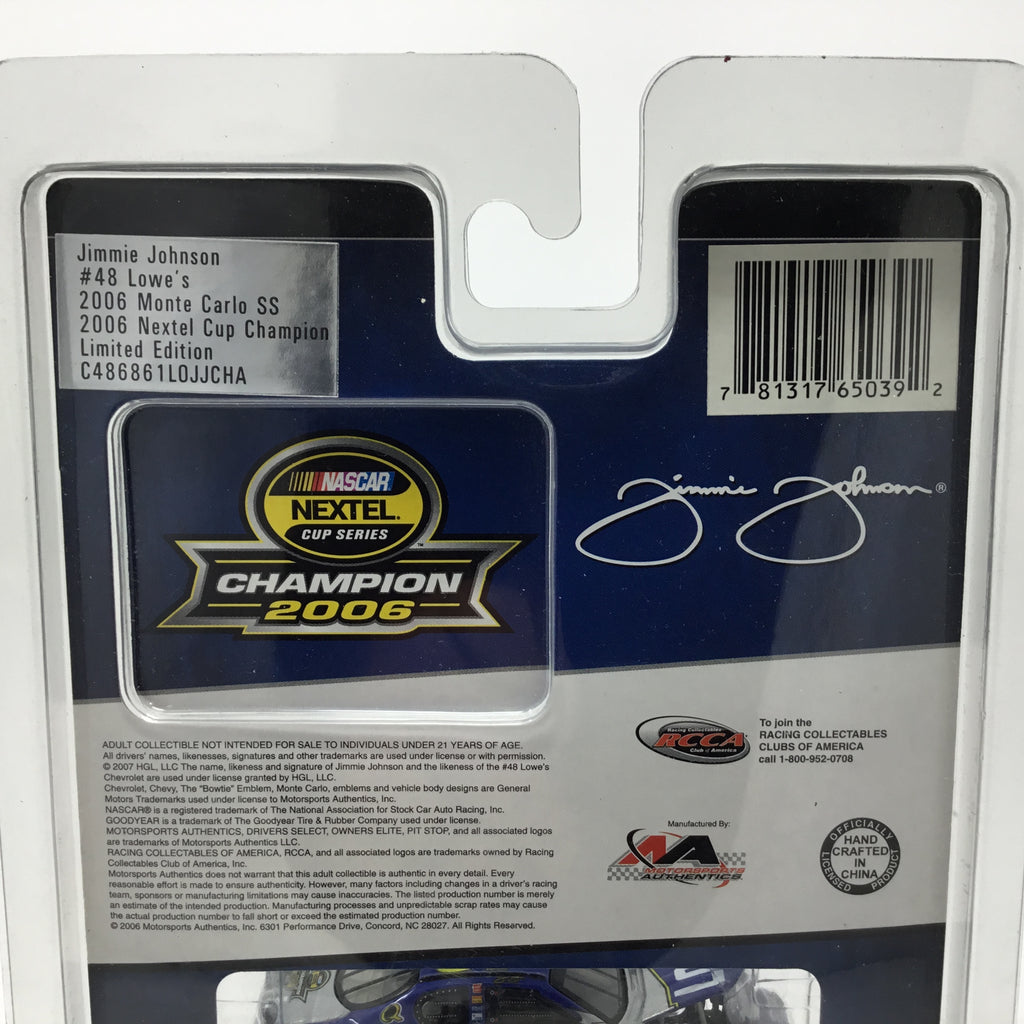 Jimmie Johnson
#48 Lowe's
2006 Monte Carlo SS
2006 Nextel Cup Champion
Limited Edition
C486861LOJJCHA
7 81317 65039 2
NASCAR
NEXTEL.
CUP SERIES ™
CHAMPION
2006
Jimmie Johnson ®
ADULT COLLECTIBLE NOT INTENDED FOR SALE TO INDIVIDUALS UNDER 21 YEARS OF AGE.
All drivers' names, likenesses, signatures and other trademarks are used under license or with permission.
© 2007 HGL, LLC The name, likeness and signature of Jimmie Johnson and the likeness of the #48 Lowe's
Chevrolet are used under license granted by HGL, LLC.
Chevrolet, Chevy, The "Bowtie" Emblem, Monte Carlo, emblems and vehicle body designs are General
Motors Trademarks used under license to Motorsports Authentics, Inc.
NASCAR® is a registered trademark of The National Association for Stock Car Auto Racing, Inc.
GOODYEAR is a trademark of The Goodyear Tire & Rubber Company used under license.
MOTORSPORTS AUTHENTICS, DRIVERS SELECT, OWNERS ELITE, PIT STOP, and all associated logos
are trademarks of Motorsports Authentics LLC.
RACING COLLECTABLES OF AMERICA, RCCA, and all associated logos are trademarks owned by Racing
Collectables Club of America, Inc.
Motorsports Authentics does not warrant that this adult collectible is authentic in every detail. Every
reasonable effort is made to ensure authenticity. However, many factors including changes in a driver's racing
team, sponsors or manufacturing limitations may cause inaccuracies. The listed production number is merely
an estimate of the intended production. Manufacturing processes and unpredictable scrap rates may cause
the actual production number to fall short or exceed the estimated production number.
© 2006 Motorsports Authentics, Inc. 6301 Performance Drive, Concord, NC 28027. All Rights Reserved.
Racing Collectables
RCCA
Club of America
To join the
RACING COLLECTABLES
CLUBS OF AMERICA
call 1-800-952-0708
Manufactured By:
MA
MOTORSPORTS
AUTHENTICS
OFFICIALLY
LICENSED
PRODUCT
HAND
CRAFTED
IN
CHINA